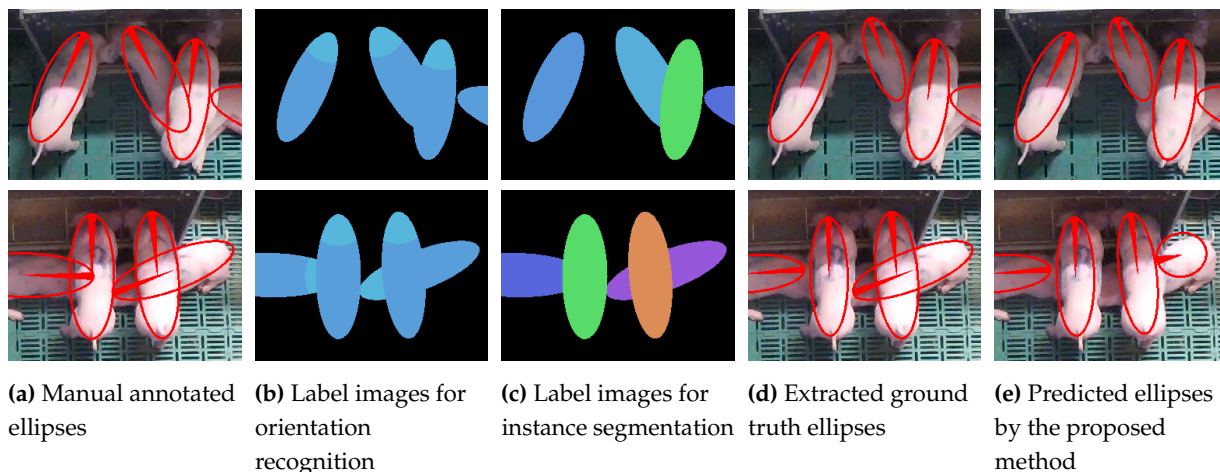 (a) Manual annotated
ellipses
(b) Label images for
orientation
recognition
(c) Label images for
instance segmentation
(d) Extracted ground
truth ellipses
(e) Predicted ellipses
by the proposed
method